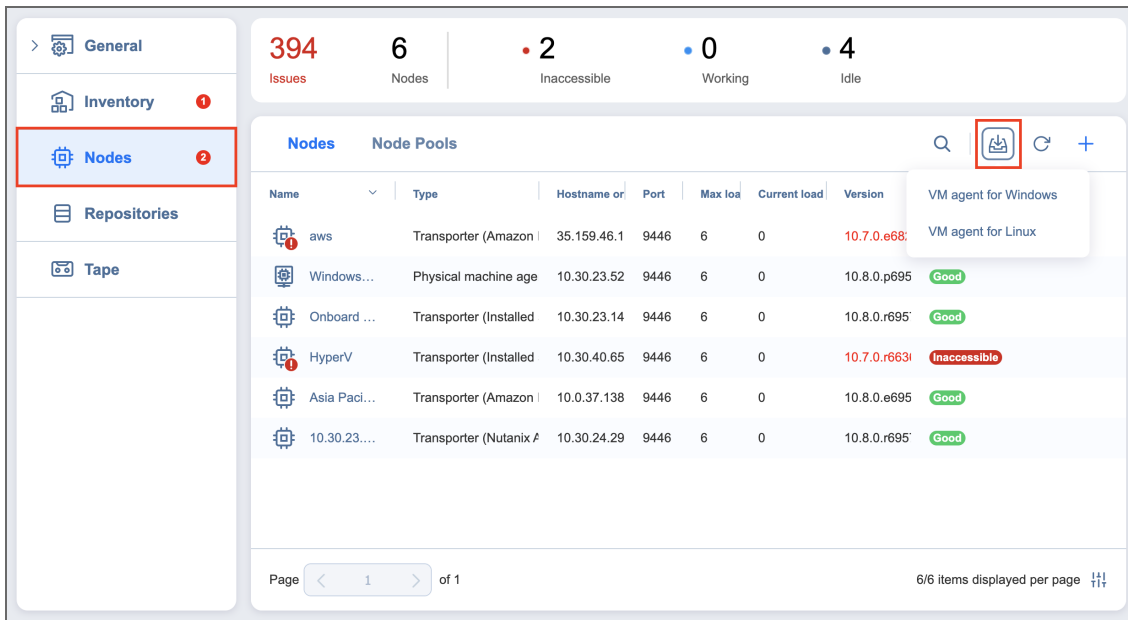 General
Inventory 1
Nodes 2
Repositories
Tape
394 6 2 0 4
Issues Nodes Inaccessible Working Idle
Nodes Node Pools
VM agent for Windows
VM agent for Linux
Name Type Hostname or Port Max loa Current load Version
aws Transporter (Amazon 35.159.46.1 9446 6 0 10.7.0.e68
Windows... Physical machine age 10.30.23.52 9446 6 0 10.8.0.p695 Good
Onboard ... Transporter (Installed 10.30.23.14 9446 6 0 10.8.0.r695 Good
HyperV Transporter (Installed 10.30.40.65 9446 6 0 10.7.0.r663 Inaccessible
Asia Paci... Transporter (Amazon 10.0.37.138 9446 6 0 10.8.0.e695 Good
10.30.23.... Transporter (Nutanix A 10.30.24.29 9446 6 0 10.8.0.r695 Good
Page 1 of 1
6/6 items displayed per page